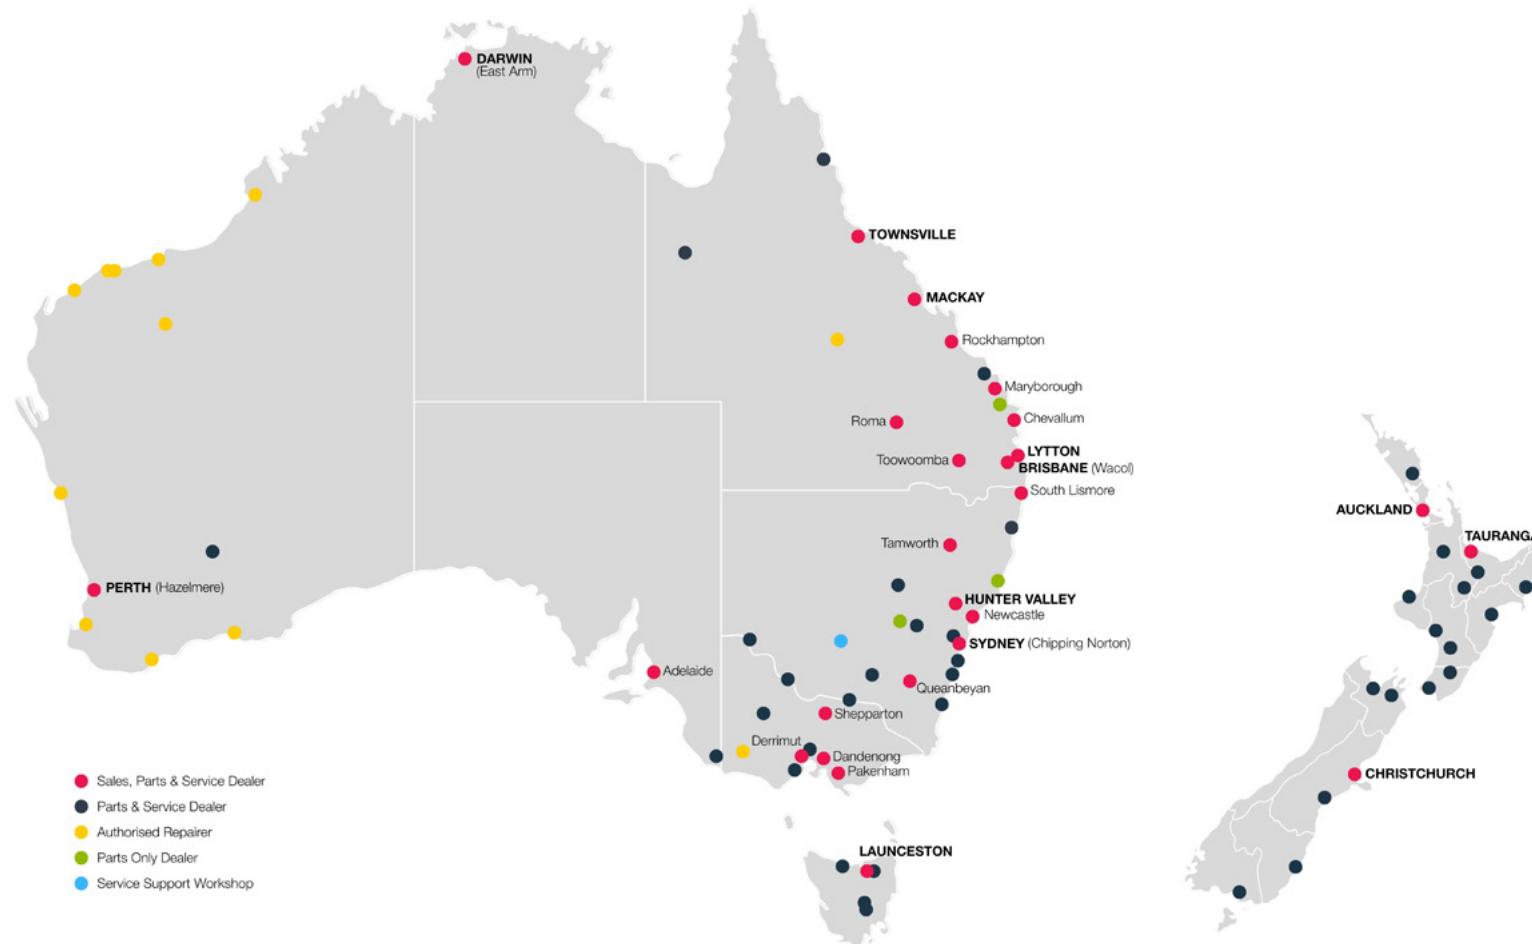 DARWIN
(East Arm)
TOWNSVILLE
MACKAY
Rockhampton
Maryborough
Chevallum
Roma
Toowoomba
LYTTON
BRISBANE (Wacol)
South Lismore
AUCKLAND
TAURANGA
Tamworth
PERTH (Hazelmere)
HUNTER VALLEY
Newcastle
SYDNEY (Chipping Norton)
Adelaide
Queanbeyan
Shepparton
Derrimut
Dandenong
Pakenham
CHRISTCHURCH
Sales, Parts & Service Dealer
Parts & Service Dealer
Authorised Repairer
Parts Only Dealer
Service Support Workshop
LAUNCESTON